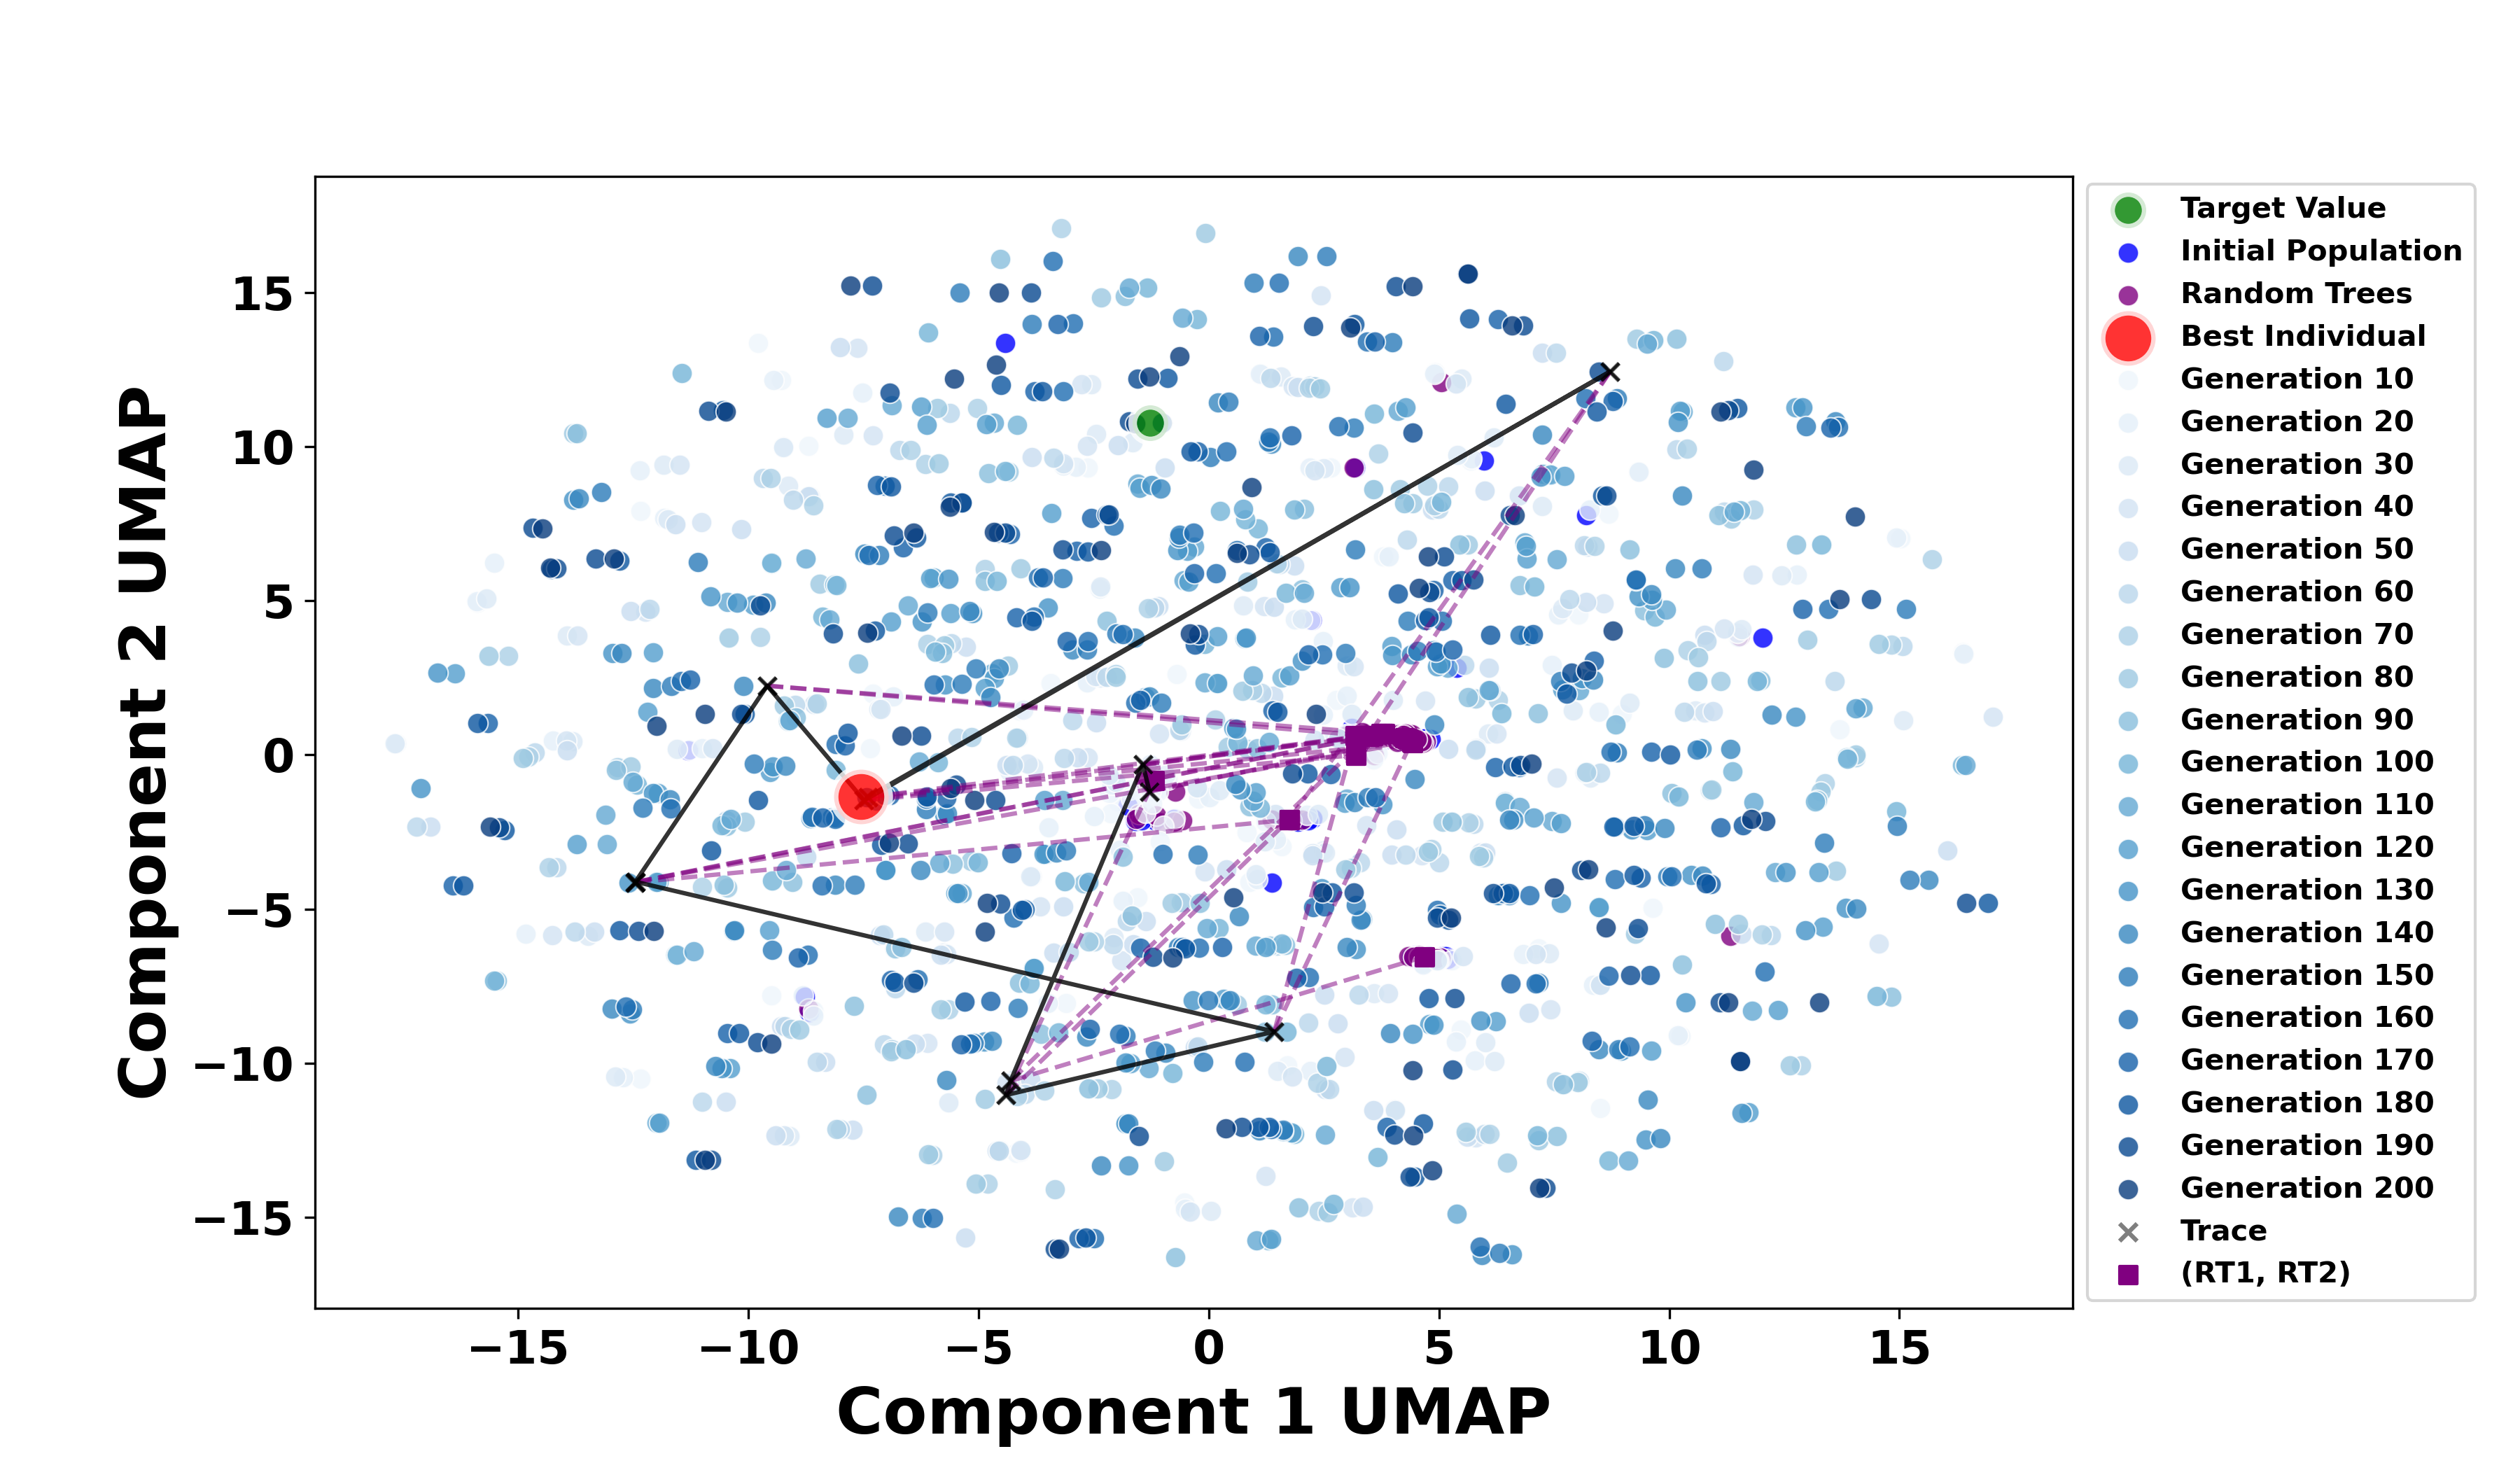 15
10
5
0
−5
−10
−15
Component 2 UMAP
−15
−10
−5
0
5
10
15
Component 1 UMAP
Target Value
Initial Population
Random Trees
Best Individual
Generation 10
Generation 20
Generation 30
Generation 40
Generation 50
Generation 60
Generation 70
Generation 80
Generation 90
Generation 100
Generation 110
Generation 120
Generation 130
Generation 140
Generation 150
Generation 160
Generation 170
Generation 180
Generation 190
Generation 200
Trace
(RT1, RT2)